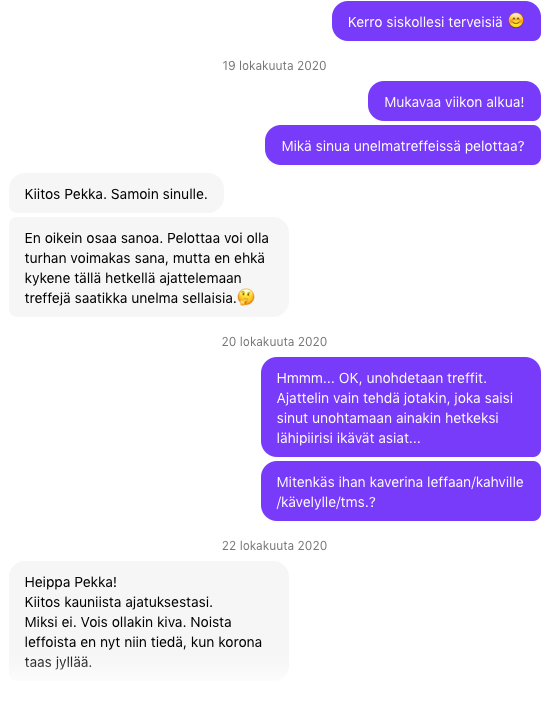 Kerro siskollesi terveisiä 😊
19 lokakuuta 2020
Mukavaa viikon alkua!
Mikä sinua unelmatreffeissä pelottaa?
Kiitos Pekka. Samoin sinulle.
En oikein osaa sanoa. Pelottaa voi olla
turhan voimakas sana, mutta en ehkä
kykene tällä hetkellä ajattelemaan
treffejä saatikka unelma sellaisia.🤔
20 lokakuuta 2020
Hmmm... OK, unohdetaan treffit.
Ajattelin vain tehdä jotakin, joka saisi
sinut unohtamaan ainakin hetkeksi
lähipiirisi ikävät asiat...
Mitenkäs ihan kaverina leffaan/kahville
/kävelylle/tms.?
22 lokakuuta 2020
Heippa Pekka!
Kiitos kauniista ajatuksestasi.
Miksi ei. Vois ollakin kiva. Noista
leffoista en nyt niin tiedä, kun korona
taas jyllää.